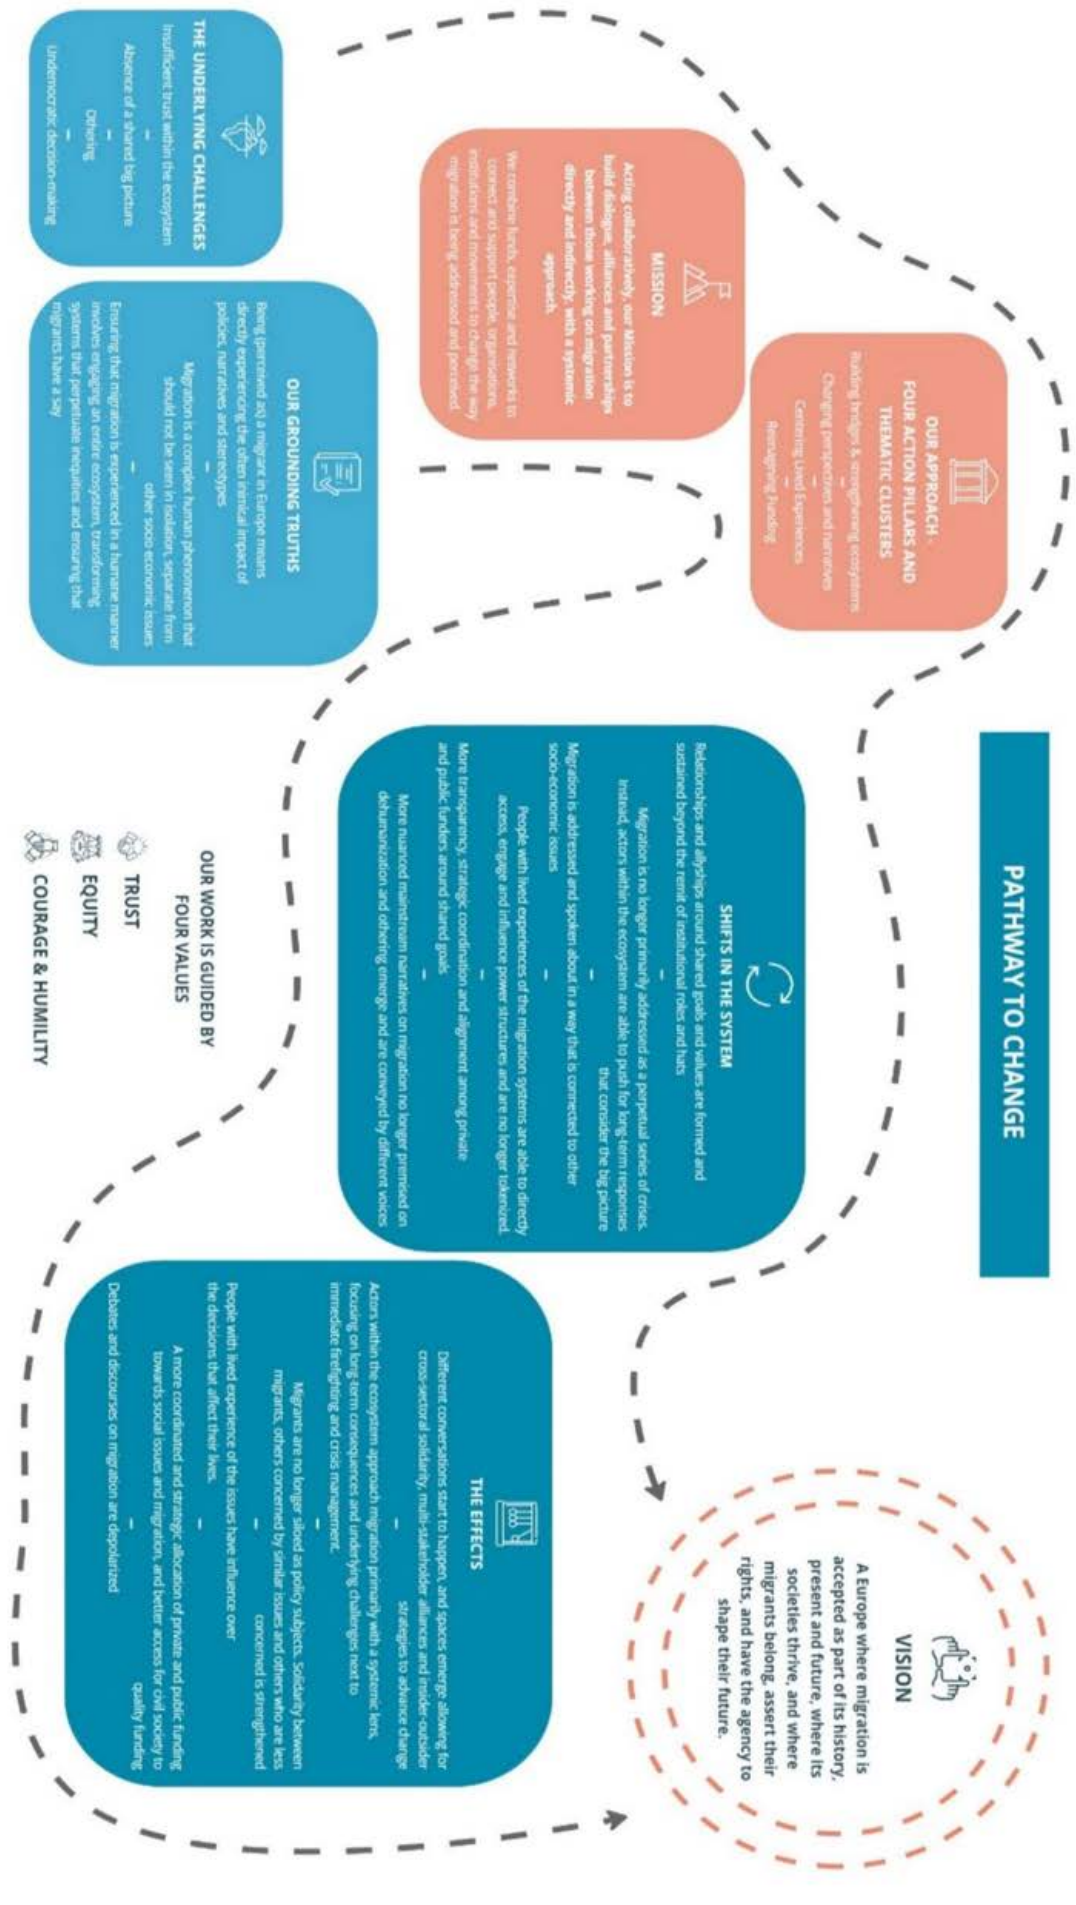 PATHWAY TO CHANGE
THE UNDERLYING CHALLENGES
Insufficient trust within the ecosystem
–
Absence of a shared big picture
–
Othering
–
Undemocratic decision-making
OUR GROUNDING TRUTHS
Being (perceived as) a migrant in Europe means
directly experiencing the often inimical impact of
policies, narratives and stereotypes
–
Migration is a complex human phenomenon that
should not be seen in isolation, separate from
other socio economic issues
–
Ensuring that migration is experienced in a humane manner
involves engaging an entire ecosystem, transforming
systems that perpetuate inequities and ensuring that
migrants have a say
MISSION
Acting collaboratively, our Mission is to
build dialogue, alliances and partnerships
between those working on migration
directly and indirectly, with a systemic
approach.
We combine funds, expertise and networks to
connect and support people, organisations,
institutions and movements to change the way
migration is being addressed and perceived.
OUR APPROACH -
FOUR ACTION PILLARS AND
THEMATIC CLUSTERS
Building bridges & strengthening ecosystems
–
Changing perspectives and narratives
–
Centering Lived Experiences
–
Reimagining Funding
SHIFTS IN THE SYSTEM
Relationships and allyships around shared goals and values are formed and
sustained beyond the remit of institutional roles and hats
–
Migration is no longer primarily addressed as a perpetual series of crises.
Instead, actors within the ecosystem are able to push for long-term responses
that consider the big picture
–
Migration is addressed and spoken about in a way that is connected to other
socio-economic issues
–
People with lived experiences of the migration systems are able to directly
access, engage and influence power structures and are no longer tokenized.
–
More transparency, strategic coordination and alignment among private
and public funders around shared goals
–
More nuanced mainstream narratives on migration no longer premised on
dehumanization and othering emerge and are conveyed by different voices
THE EFFECTS
Different conversations start to happen, and spaces emerge allowing for
cross-sectoral solidarity, multi-stakeholder alliances and insider-outsider
strategies to advance change
–
Actors within the ecosystem approach migration primarily with a systemic lens,
focusing on long-term consequences and underlying challenges next to
immediate firefighting and crisis management.
–
Migrants are no longer siloed as policy subjects. Solidarity between
migrants, others concerned by similar issues and others who are less
concerned is strengthened
–
People with lived experience of the issues have influence over
the decisions that affect their lives.
–
A more coordinated and strategic allocation of private and public funding
towards social issues and migration, and better access for civil society to
quality funding
–
Debates and discourses on migration are depolarized
VISION
A Europe where migration is
accepted as part of its history,
present and future, where its
societies thrive, and where
migrants belong, assert their
rights, and have the agency to
shape their future.
OUR WORK IS GUIDED BY
FOUR VALUES
TRUST
EQUITY
COURAGE & HUMILITY